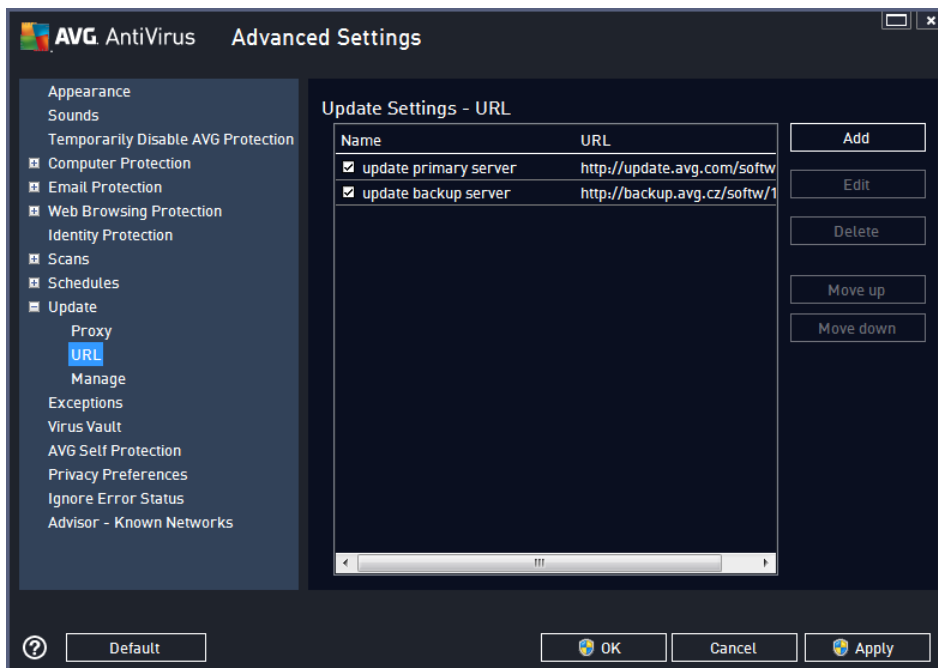 AVG AntiVirus Advanced Settings
Appearance
Sounds
Temporarily Disable AVG Protection
Computer Protection
Email Protection
Web Browsing Protection
Identity Protection
Scans
Schedules
Update
Proxy
URL
Manage
Exceptions
Virus Vault
AVG Self Protection
Privacy Preferences
Ignore Error Status
Advisor - Known Networks
Update Settings - URL
Name URL
update primary server http://update.avg.com/softw
update backup server http://backup.avg.cz/softw/1
Add
Edit
Delete
Move up
Move down
Default
OK
Cancel
Apply